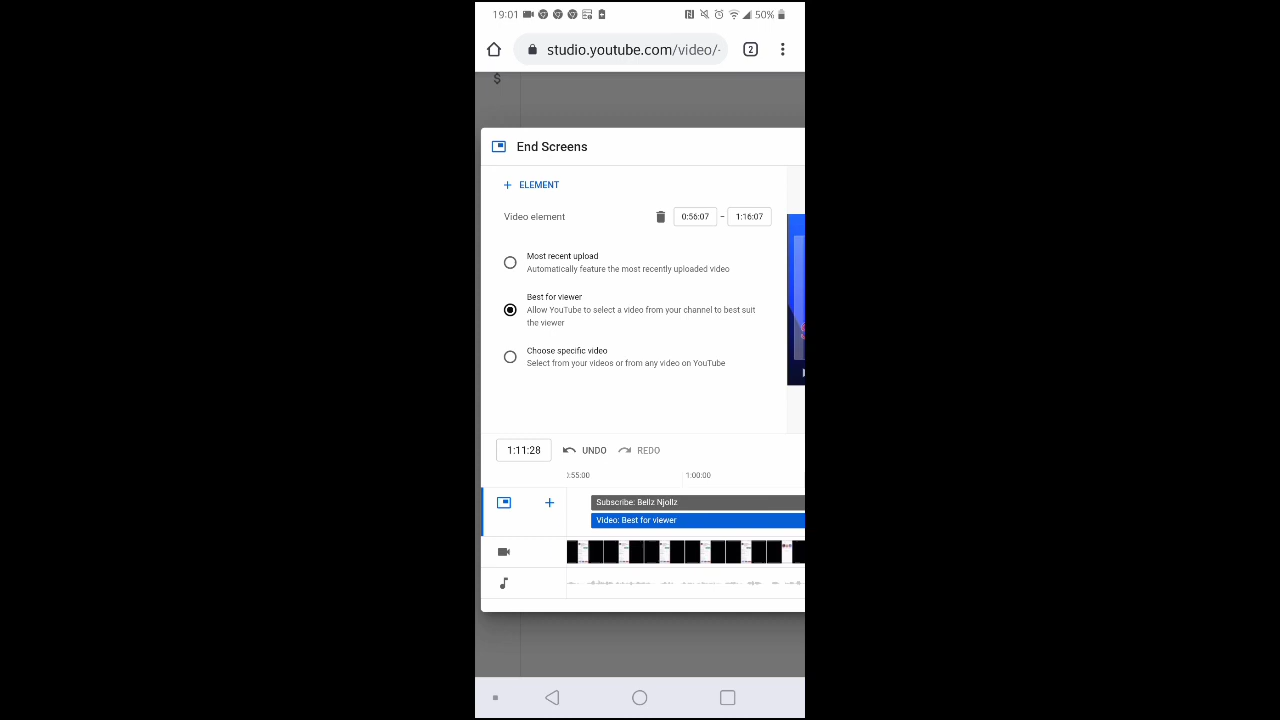 19:01
50%
studio.youtube.com/video/-
2
$
End Screens
+ ELEMENT
Video element
0:56:07 - 1:16:07
Most recent upload
Automatically feature the most recently uploaded video
Best for viewer
Allow YouTube to select a video from your channel to best suit
the viewer
Choose specific video
Select from your videos or from any video on YouTube
1:11:28
UNDO
REDO
:55:00
1:00:00
Subscribe: Bellz Njollz
Video: Best for viewer